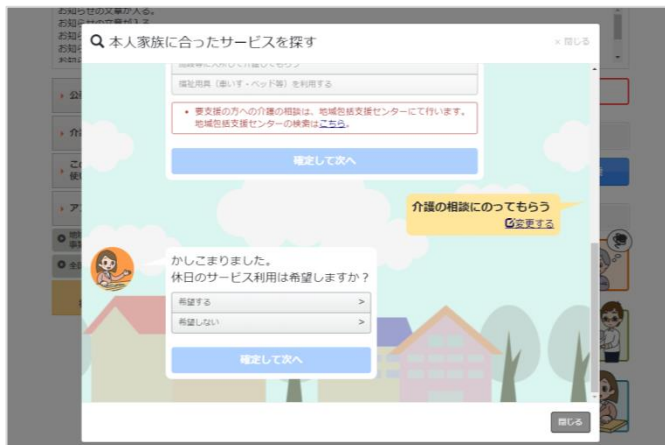 お知らせの文章が入る。
お知らせの文章が入る。
本人家族に合ったサービスを探す
× 閉じる
福祉用具（車いす・ベッド等）を利用する
要支援の方への介護の相談は、地域包括支援センターにて行います。
地域包括支援センターの検索はこちら。
確定して次へ
介護の相談にのってもらう
変更する
かしこまりました。
休日のサービス利用は希望しますか？
希望する >
希望しない >
確定して次へ
閉じる